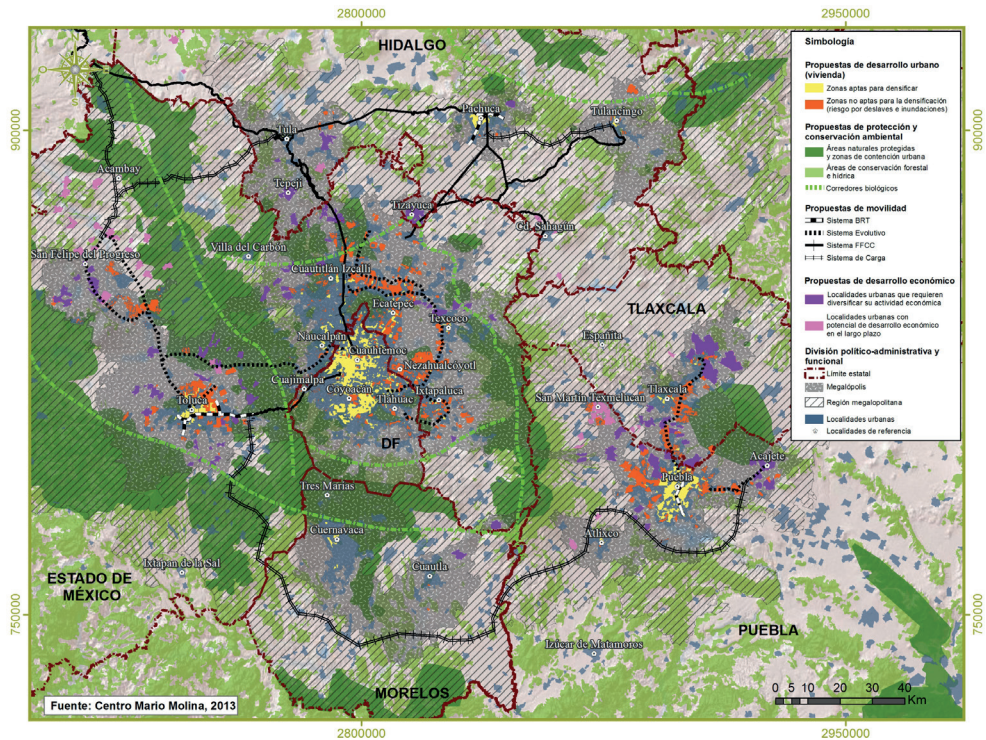 2800000
2950000
HIDALGO
Simbología
Propuestas de desarrollo urbano
(vivienda)
Zonas aptas para densificar
Zonas no aptas para la densificación
(riesgo por deslaves e inundaciones)
Propuestas de protección y
conservación ambiental
Áreas naturales protegidas
y zonas de contención urbana
Áreas de conservación forestal
e hídrica
Corredores biológicos
Propuestas de movilidad
Sistema BRT
Sistema Evolutivo
Sistema FFCC
Sistema de Carga
Propuestas de desarrollo económico
Localidades urbanas que requieren
diversificar su actividad económica
Localidades urbanas con
potencial de desarrollo económico
en el largo plazo
División político-administrativa y
funcional
Límite estatal
Megalópolis
Región megalopolitana
Localidades urbanas
Localidades de referencia
900000
900000
Pachuca
Tulancingo
Tula
Acambay
Tepeji
Tizayuca
Cd. Sahagún
San Felipe del Progreso
Villa del Carbón
Cuautitlán Izcalli
TLAXCALA
Ecatepec
Texcoco
Naucalpan
Españita
Cuauhtémoc
Nezahualcóyotl
Cuajimalpa
Coyoacán
Ixtapaluca
Tlaxcala
Toluca
Tláhuac
San Martín Texmelucan
DF
Acajete
Puebla
Tres Marías
Cuernavaca
Atlixco
Ixtapan de la Sal
Cuautla
ESTADO DE
MÉXICO
750000
750000
PUEBLA
Izúcar de Matamoros
MORELOS
0 5 10 20 30 40
Km
Fuente: Centro Mario Molina, 2013
2800000
2950000